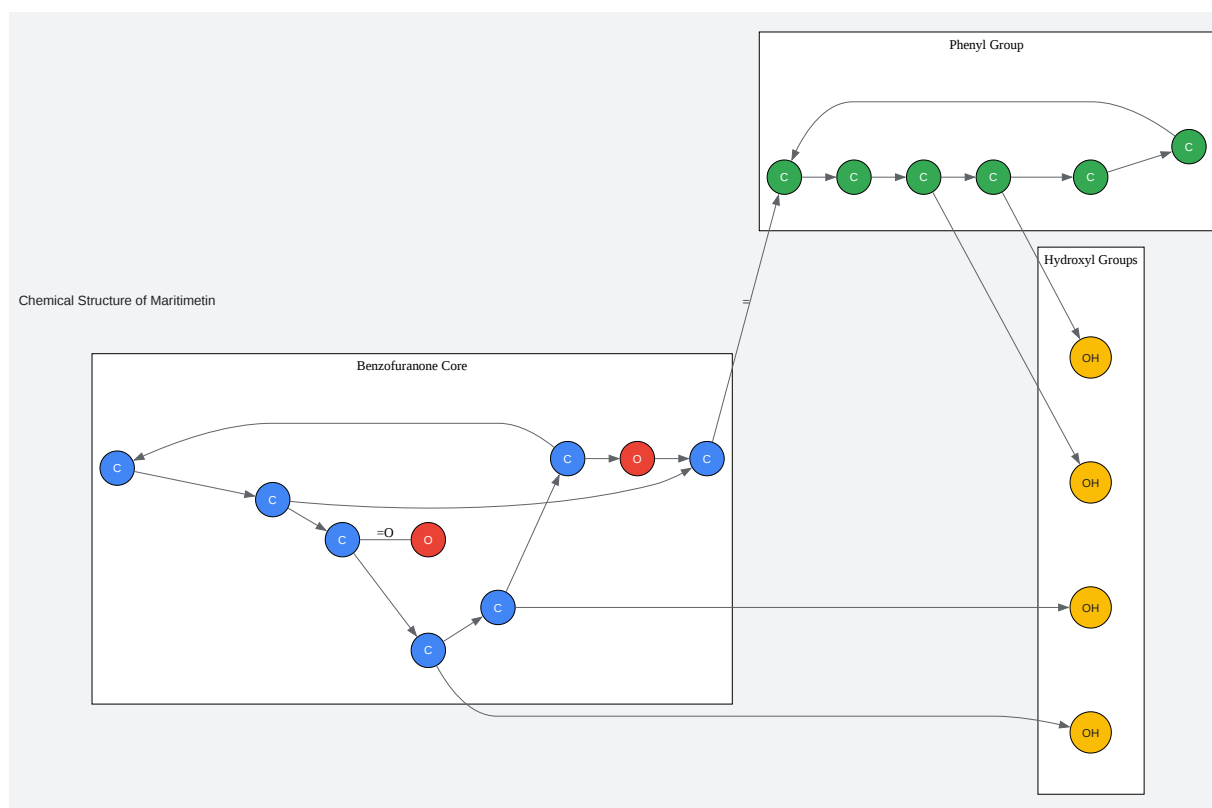 Phenyl Group
C
C
C
C
C
C
Hydroxyl Groups
OH
OH
OH
OH
=
Chemical Structure of Maritimetin
Benzofuranone Core
C
O
C
C
C
C
=O
O
C
C